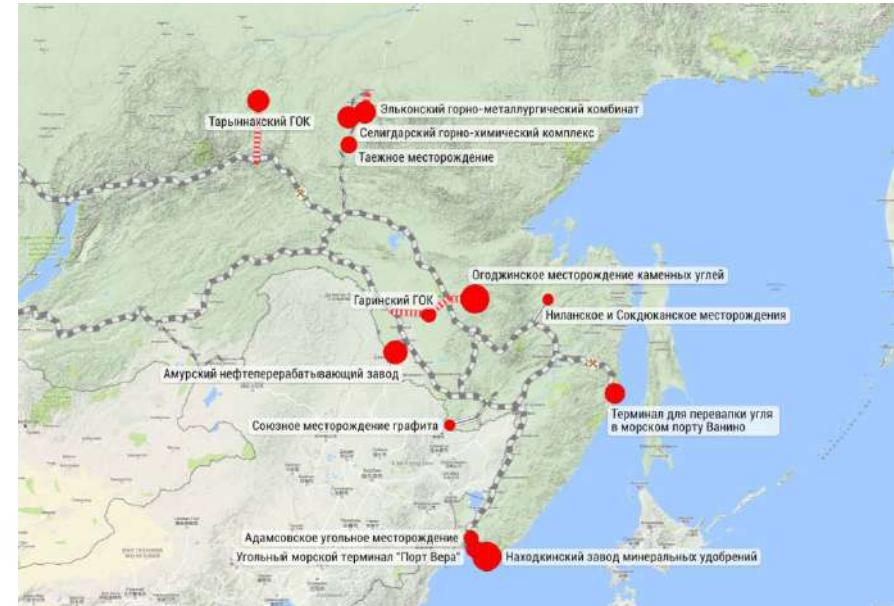 Эльконский горно-металлургический комбинат
Тарыннахский ГОК
Селигдарский горно-химический комплекс
Таежное месторождение
Огоджинское месторождение каменных углей
Гаринский ГОК
Ниланское и Сокдюканское месторождения
Амурский нефтеперерабатывающий завод
Терминал для перевалки угля
в морском порту Ванино
Союзное месторождение графита
Адамсовское угольное месторождение
Угольный морской терминал "Порт Вера"
Находкинский завод минеральных удобрений